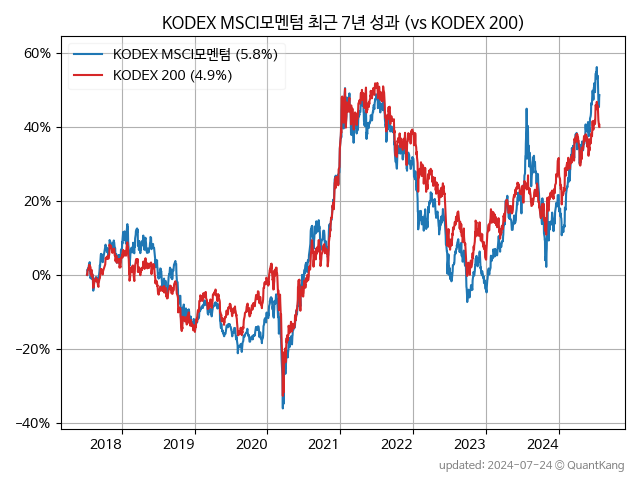 KODEX MSCI모멘텀 최근 7년 성과 (vs KODEX 200)
60%
40%
20%
0%
−20%
−40%
KODEX MSCI모멘텀 (5.8%)
KODEX 200 (4.9%)
2018 2019 2020 2021 2022 2023 2024
updated: 2024-07-24 © QuantKang